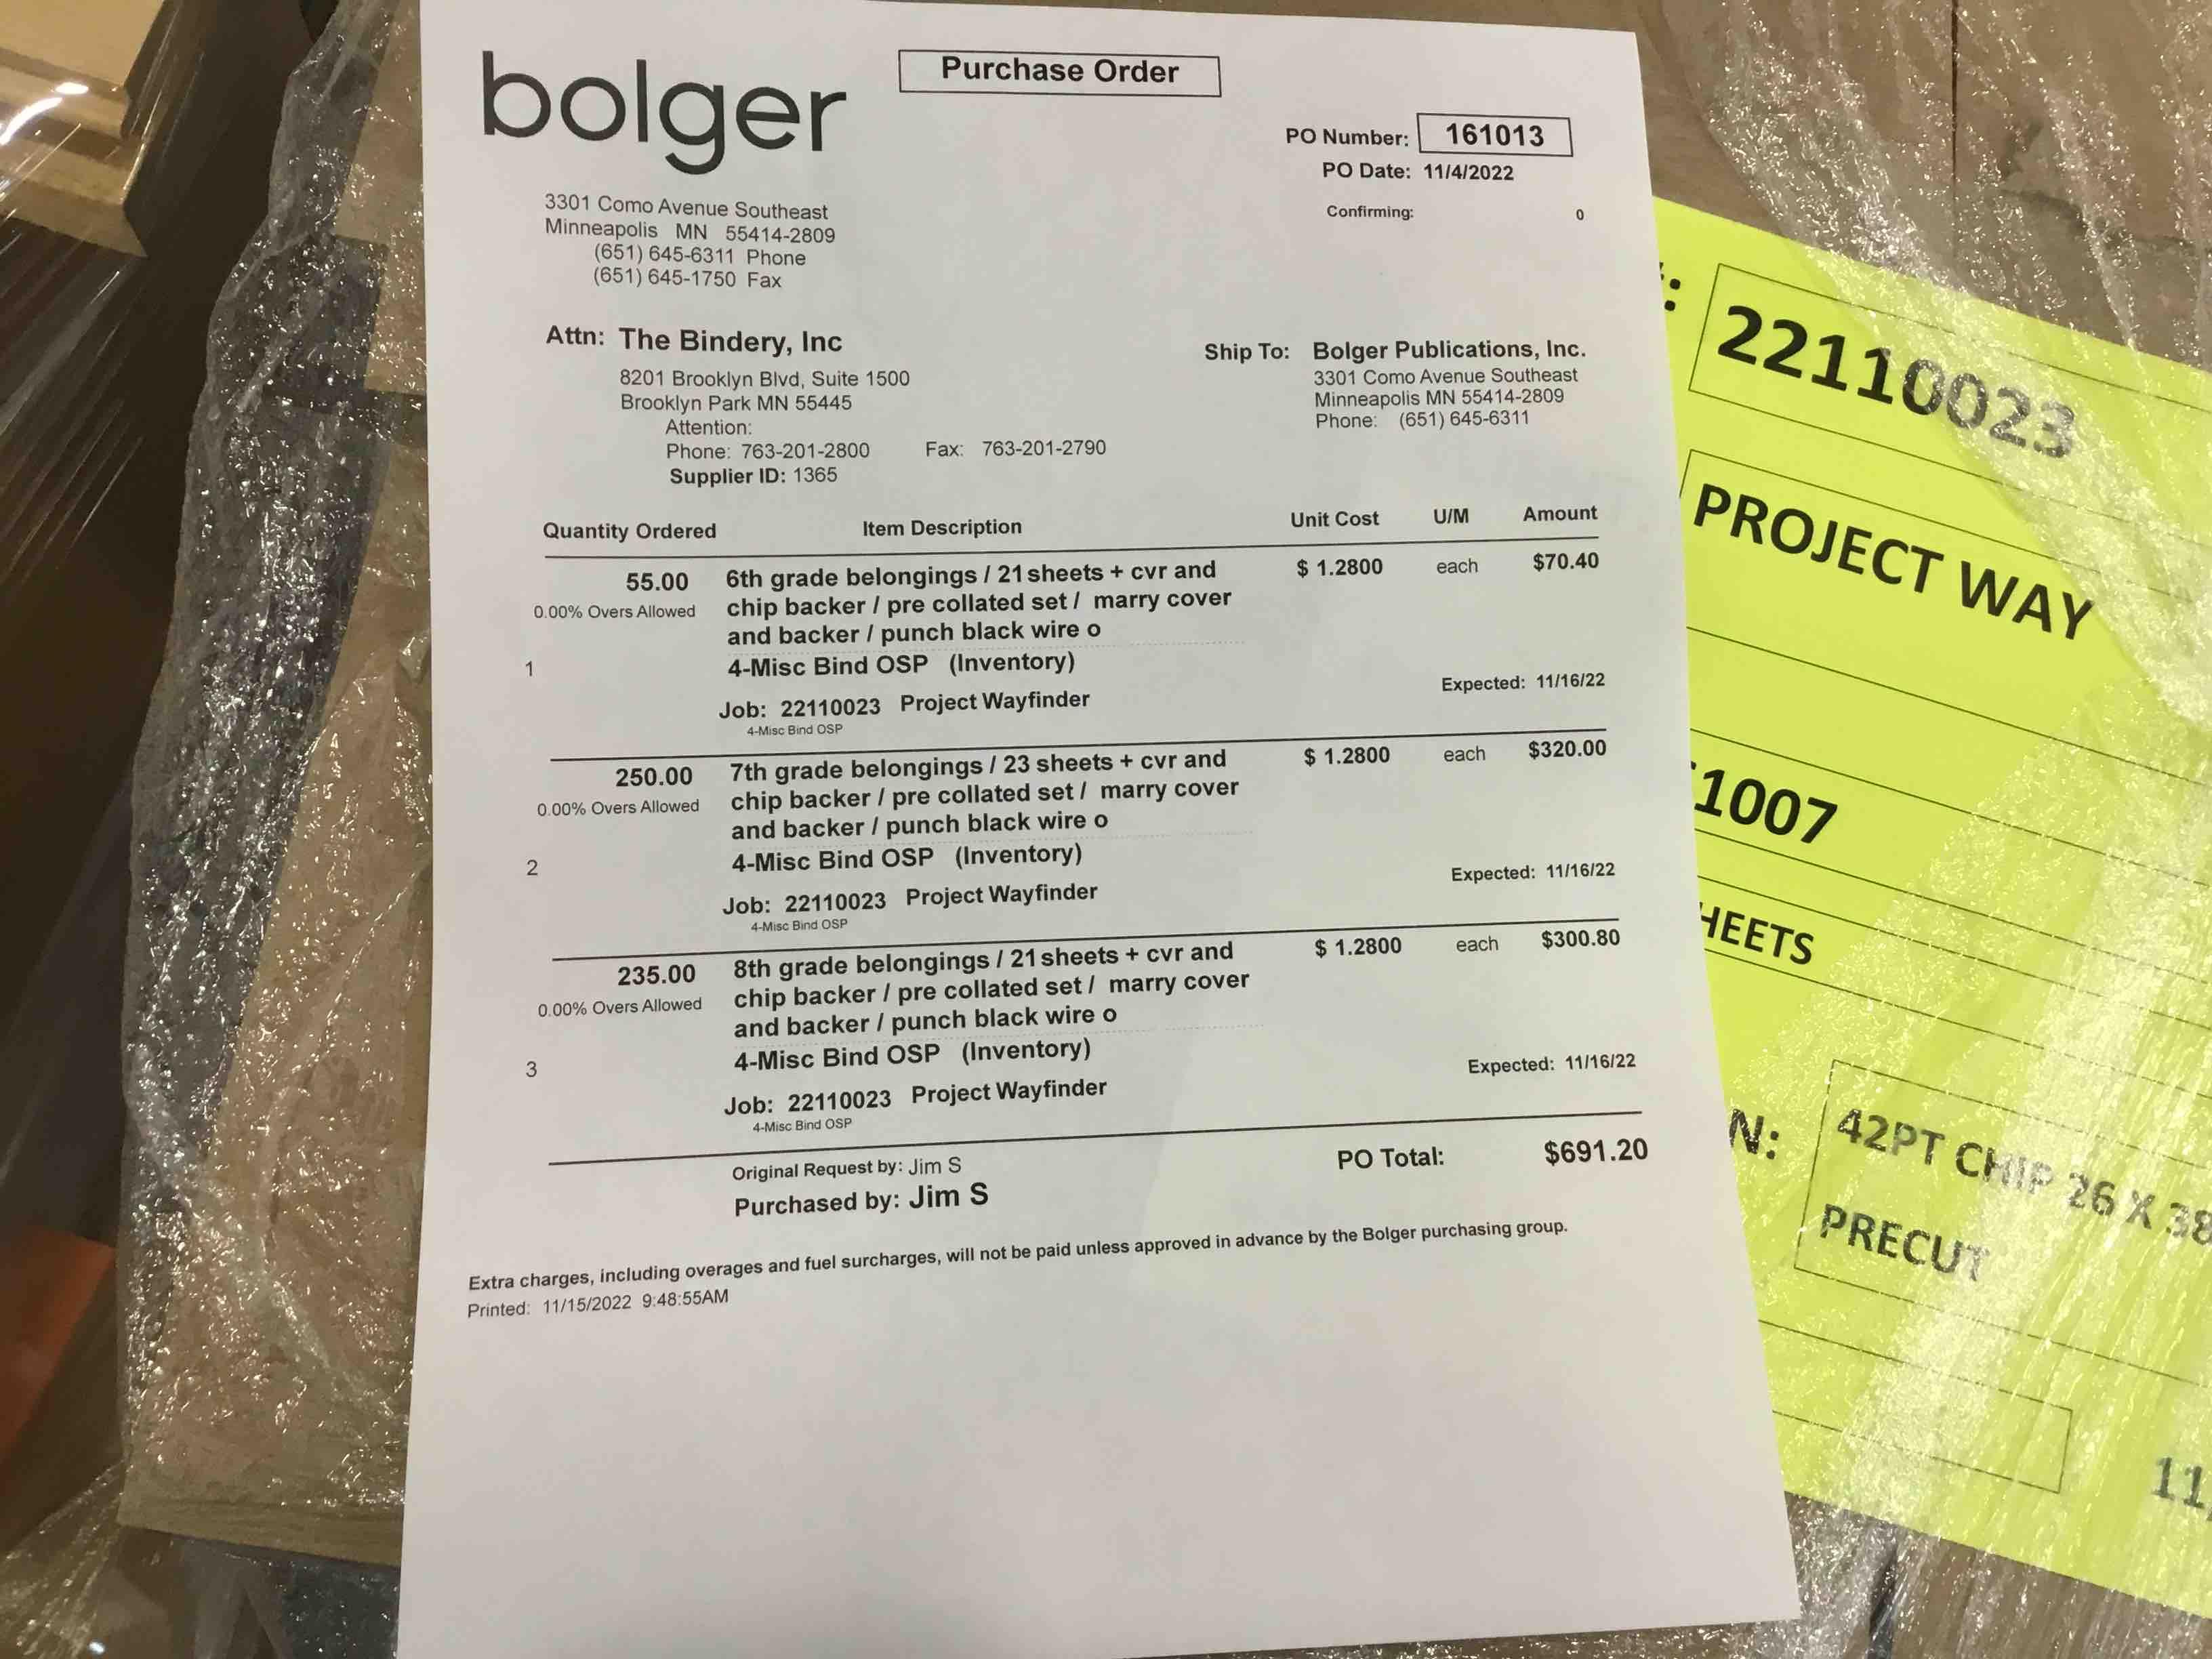 bolger
Purchase Order
PO Number: 161013
PO Date: 11/4/2022
Confirming: 0
3301 Como Avenue Southeast
Minneapolis MN 55414-2809
(651) 645-6311 Phone
(651) 645-1750 Fax
Attn: The Bindery, Inc
8201 Brooklyn Blvd, Suite 1500
Brooklyn Park MN 55445
Attention:
Phone: 763-201-2800 Fax: 763-201-2790
Supplier ID: 1365
Ship To: Bolger Publications, Inc.
3301 Como Avenue Southeast
Minneapolis MN 55414-2809
Phone: (651) 645-6311
Quantity Ordered Item Description Unit Cost U/M Amount
55.00 6th grade belongings / 21 sheets + cvr and $ 1.2800 each $70.40
0.00% Overs Allowed chip backer / pre collated set / marry cover
and backer / punch black wire o
1 4-Misc Bind OSP (Inventory)
Job: 22110023 Project Wayfinder Expected: 11/16/22
4-Misc Bind OSP
250.00 7th grade belongings / 23 sheets + cvr and $ 1.2800 each $320.00
0.00% Overs Allowed chip backer / pre collated set / marry cover
and backer / punch black wire o
2 4-Misc Bind OSP (Inventory)
Job: 22110023 Project Wayfinder Expected: 11/16/22
4-Misc Bind OSP
235.00 8th grade belongings / 21 sheets + cvr and $ 1.2800 each $300.80
0.00% Overs Allowed chip backer / pre collated set / marry cover
and backer / punch black wire o
3 4-Misc Bind OSP (Inventory)
Job: 22110023 Project Wayfinder Expected: 11/16/22
4-Misc Bind OSP
Original Request by: Jim S PO Total: $691.20
Purchased by: Jim S
Extra charges, including overages and fuel surcharges, will not be paid unless approved in advance by the Bolger purchasing group.
Printed: 11/15/2022 9:48:55AM
22110023
PROJECT WAY
1007
HEETS
N: 42PT CHIP 26 X 38
PRECUT
11